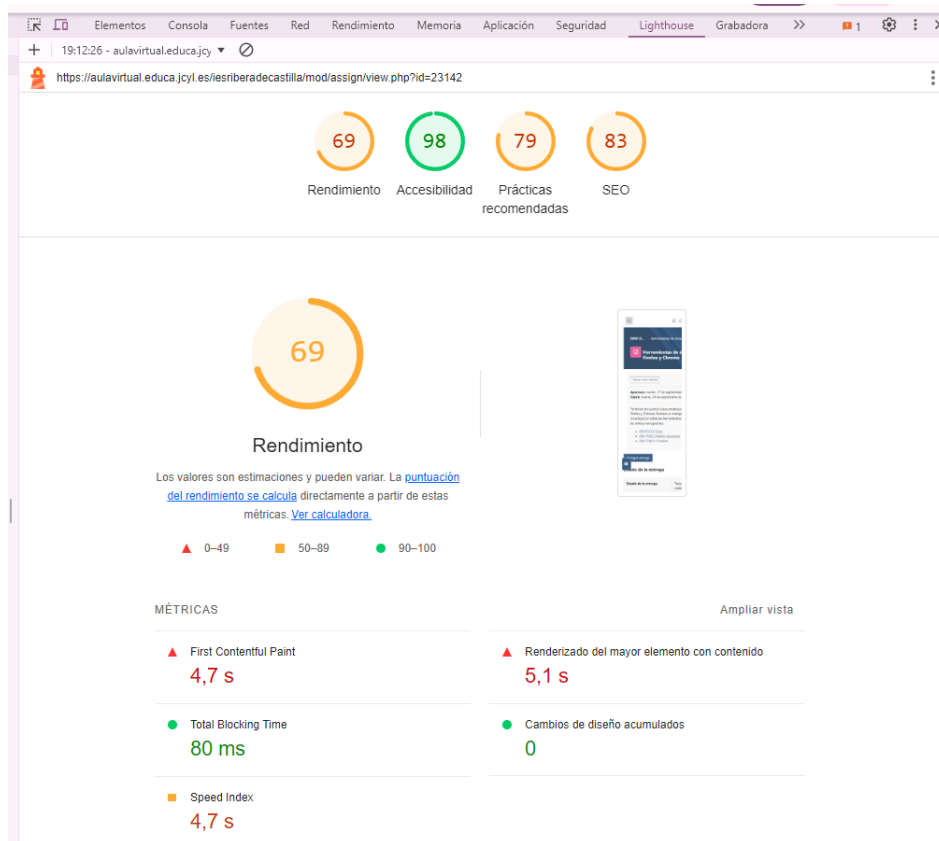 Elementos Consola Fuentes Red Rendimiento Memoria Aplicación Seguridad Lighthouse Grabadora >> 1
+ 19:12:26 - aulavirtual.educa.jcy ▼
https://aulavirtual.educa.jcyl.es/iesriberadecastilla/mod/assign/view.php?id=23142
69 98 79 83
Rendimiento Accesibilidad Prácticas SEO
recomendadas
69
Rendimiento
Los valores son estimaciones y pueden variar. La puntuación
del rendimiento se calcula directamente a partir de estas
métricas. Ver calculadora.
0–49 50–89 90–100
Herramientas de
Firefox y Chrome
MÉTRICAS Ampliar vista
First Contentful Paint Renderizado del mayor elemento con contenido
4,7 s 5,1 s
Total Blocking Time Cambios de diseño acumulados
80 ms 0
Speed Index
4,7 s